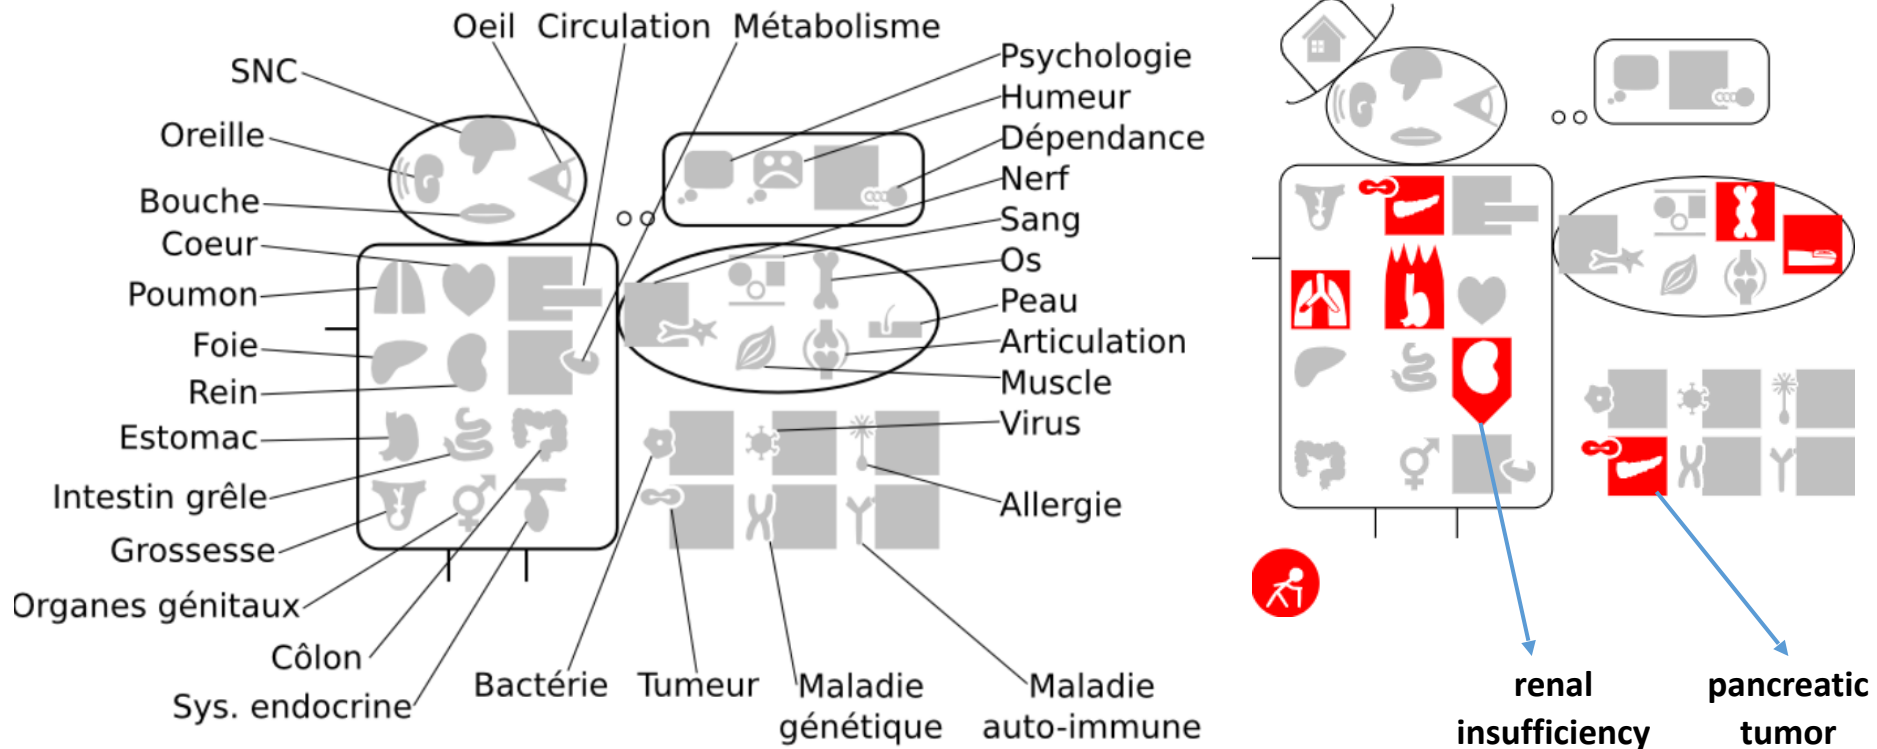 Oeil Circulation Métabolisme
SNC
Oreille
Bouche
Coeur
Poumon
Foie
Rein
Estomac
Intestin grêle
Grossesse
Organes génitaux
Côlon
Sys. endocrine
Psychologie
Humeur
Dépendance
Nerf
Sang
Os
Peau
Articulation
Muscle
Virus
Allergie
Bactérie
Tumeur
Maladie
génétique
Maladie
auto-immune
renal
insufficiency
pancreatic
tumor